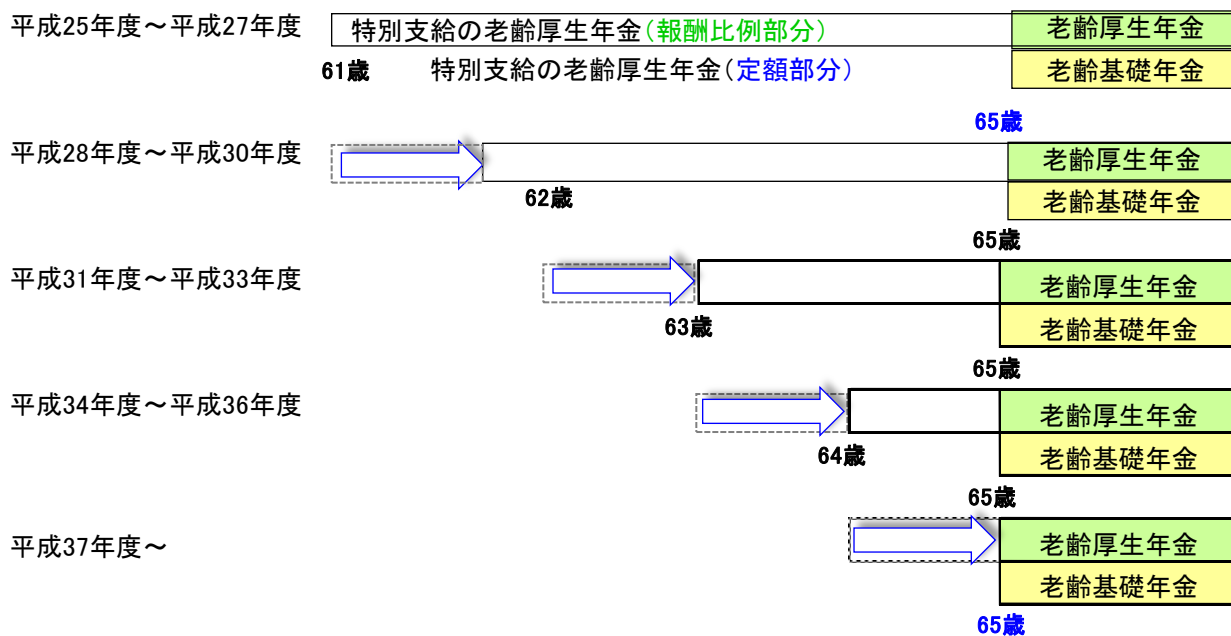 平成25年度～平成27年度
特別支給の老齢厚生年金(報酬比例部分)
老齢厚生年金
61歳
特別支給の老齢厚生年金(定額部分)
老齢基礎年金
65歳
平成28年度～平成30年度
老齢厚生年金
62歳
老齢基礎年金
65歳
平成31年度～平成33年度
老齢厚生年金
63歳
老齢基礎年金
65歳
平成34年度～平成36年度
老齢厚生年金
64歳
老齢基礎年金
65歳
平成37年度～
老齢厚生年金
老齢基礎年金
65歳